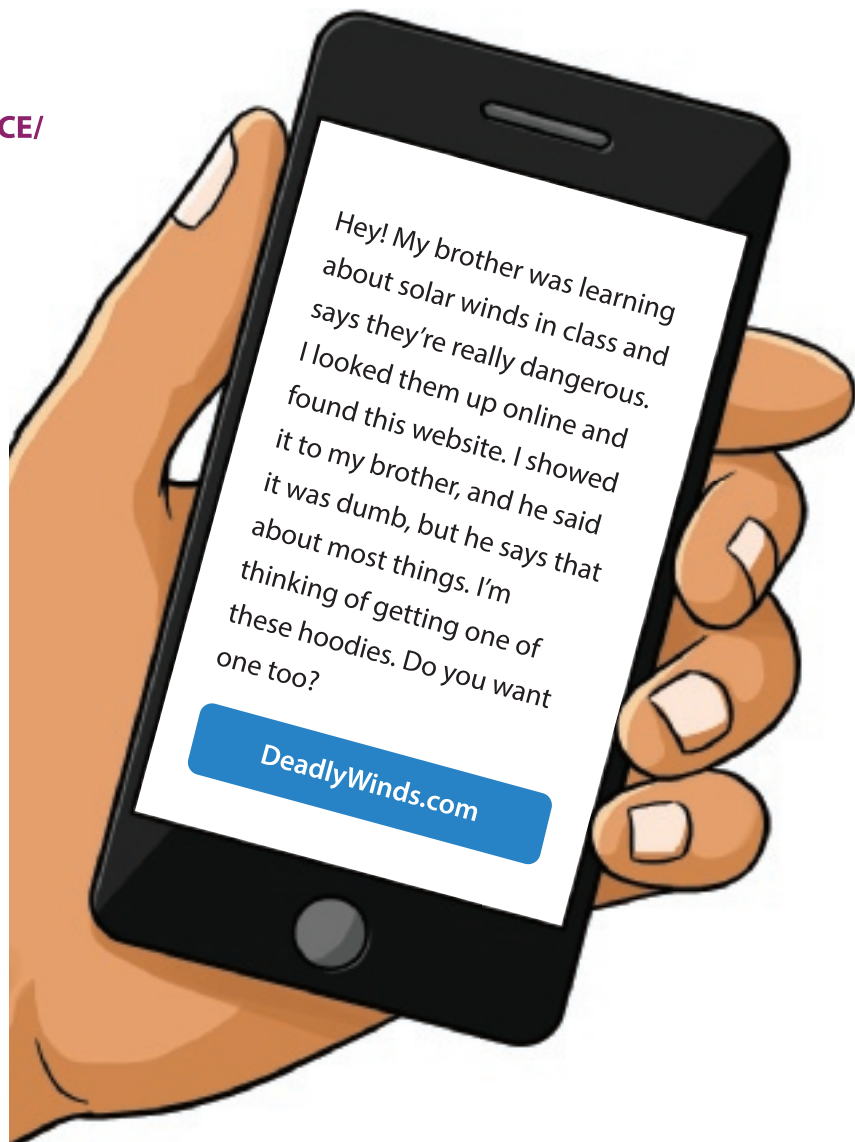 CE/
Hey! My brother was learning
about solar winds in class and
says they’re really dangerous.
I looked them up online and
found this website. I showed
it to my brother, and he said
it was dumb, but he says that
about most things. I’m
thinking of getting one of
these hoodies. Do you want
one too?
DeadlyWinds.com